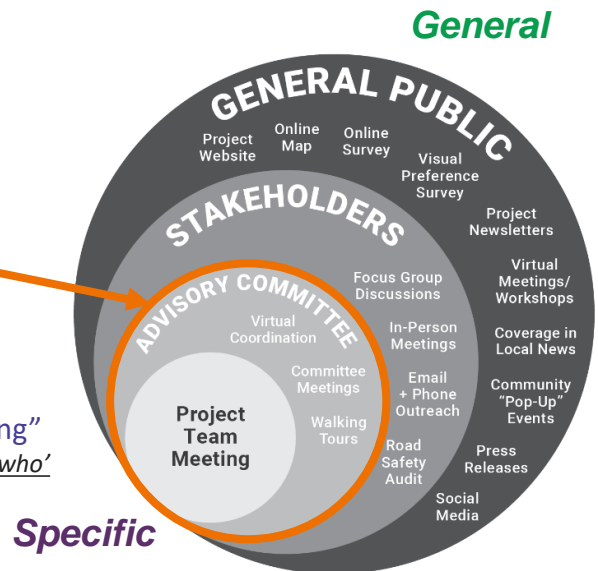 General
GENERAL PUBLIC
Project
Website
Online
Map
Online
Survey
Visual
Preference
Survey
Project
Newsletters
Virtual
Meetings/
Workshops
Coverage in
Local News
Community
“Pop-Up”
Events
Press
Releases
Social
Media
STAKEHOLDERS
Focus Group
Discussions
In-Person
Meetings
Email
+ Phone
Outreach
Road
Safety
Audit
ADVISORY COMMITTEE
Virtual
Coordination
Committee
Meetings
Walking
Tours
Project
Team
Meeting
ng”
who’
Specific